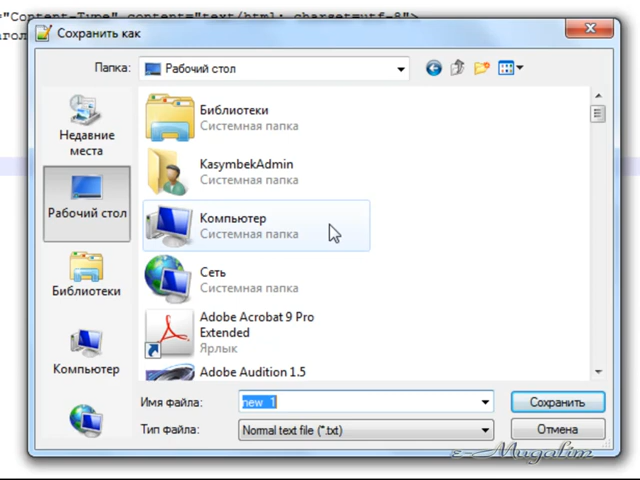 ="Content-Type" content="text/html; charset=utf-8">
Сохранить как
Папка:
Рабочий стол
Недавние
места
Рабочий стол
Библиотеки
Компьютер
Библиотеки
Системная папка
KasymbekAdmin
Системная папка
Компьютер
Системная папка
Сеть
Системная папка
Adobe Acrobat 9 Pro
Extended
Ярлык
Adobe Audition 1.5
Имя файла:
new 1
Сохранить
Тип файла:
Normal text file (*.txt)
Отмена
e-Mugalim